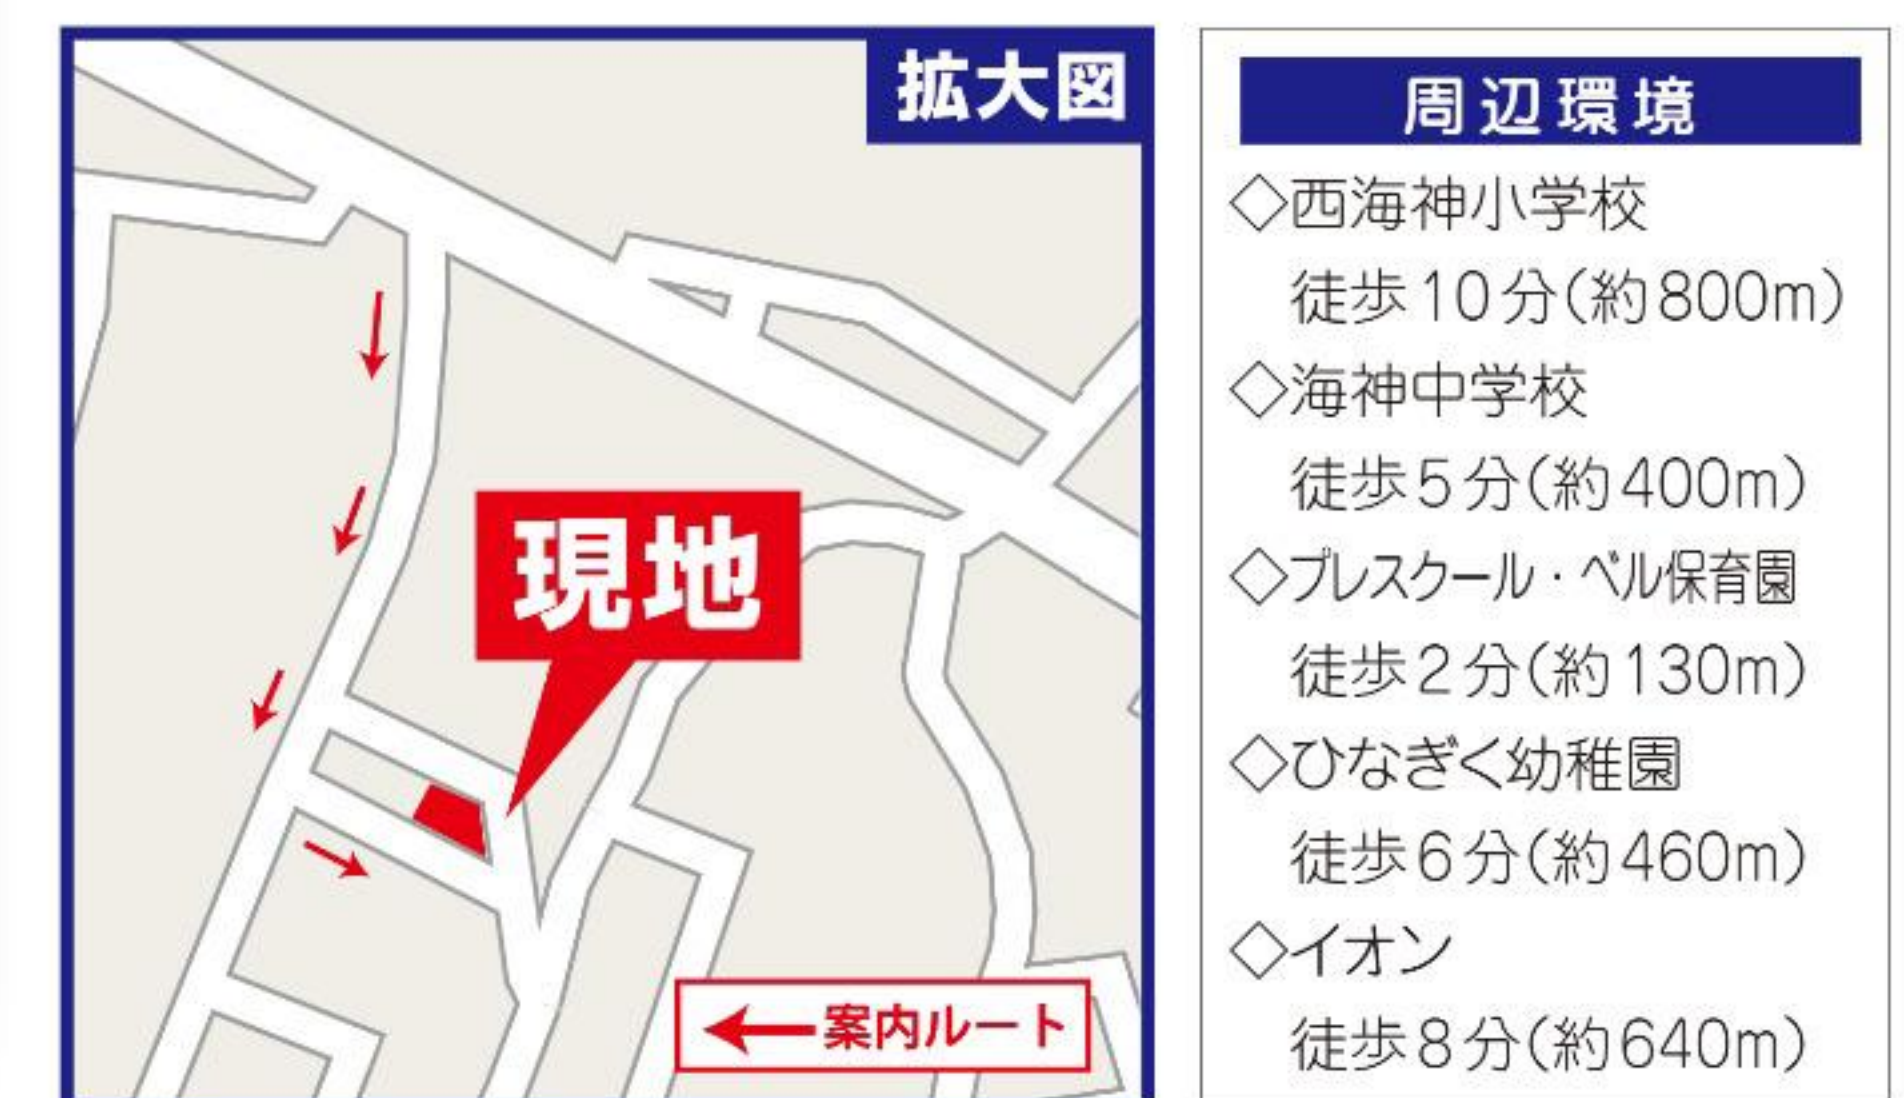 拡大図
現地
←案内ルート
周辺環境
◇西海神小学校
徒歩10分(約800m)
◇海神中学校
徒歩5分(約400m)
◇プレスクール・ベル保育園
徒歩2分(約130m)
◇ひなぎく幼稚園
徒歩6分(約460m)
◇イオン
徒歩8分(約640m)